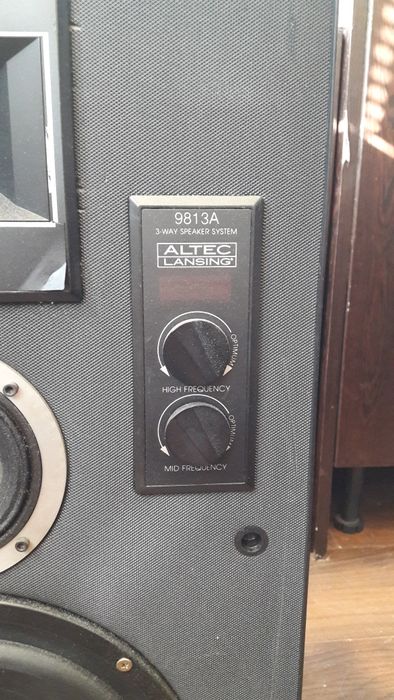 9813A
3-WAY SPEAKER SYSTEM
ALTEC
LANSING®
OPTIMUM
HIGH FREQUENCY
OPTIMUM
MID FREQUENCY